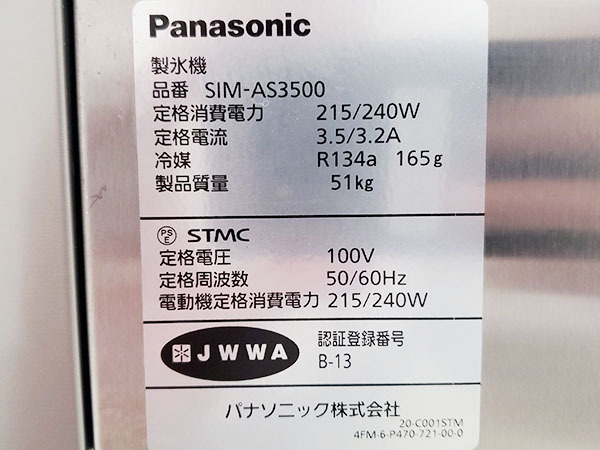 Panasonic
製氷機
品番 SIM-AS3500
定格消費電力 215/240W
定格電流 3.5/3.2A
冷媒 R134a 165g
製品質量 51kg
PSE STMC
定格電圧 100V
定格周波数 50/60Hz
電動機定格消費電力 215/240W
JWWA 認証登録番号
B-13
パナソニック株式会社
20-C001STM
4FM-6-P470-721-00-0